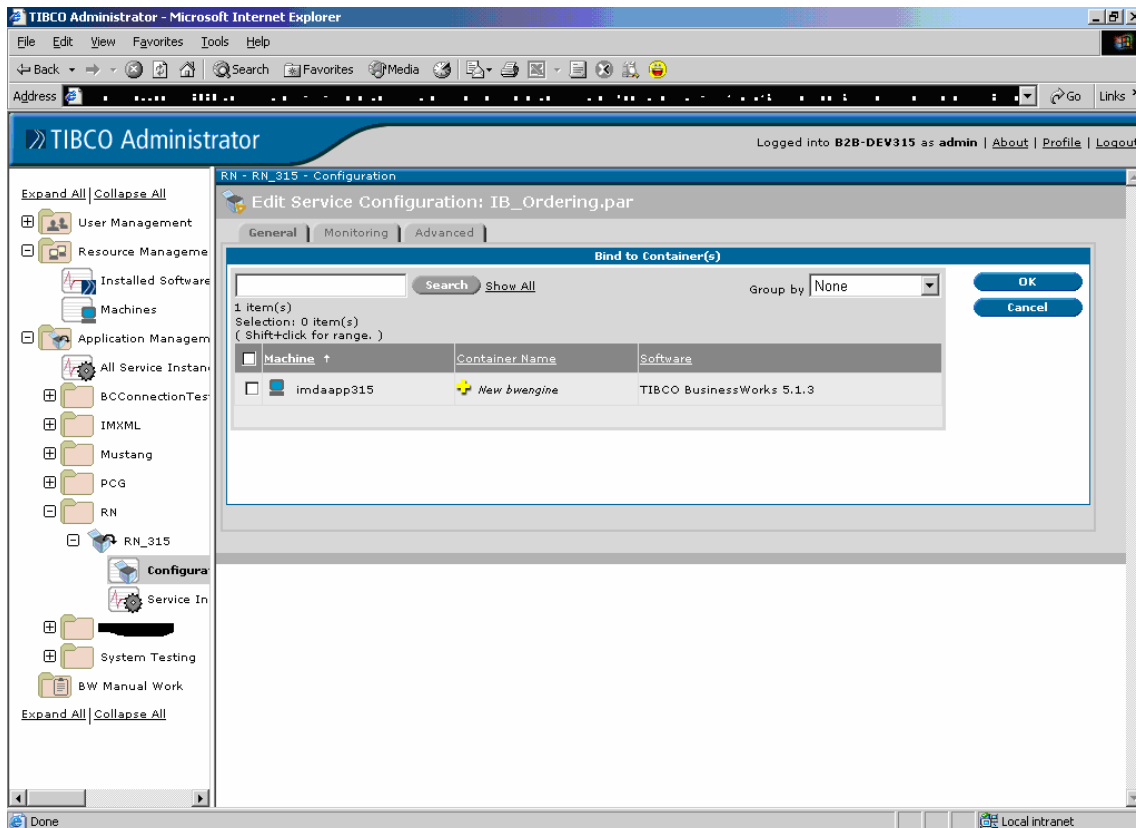 TIBCO Administrator - Microsoft Internet Explorer
File Edit View Favorites Tools Help
Back Search Favorites Media
Address Go Links
TIBCO Administrator
Logged into B2B-DEV315 as admin | About | Profile | Logout
Expand All | Collapse All
User Management
Resource Manageme
Installed Software
Machines
Application Managem
All Service Instan
BCConnectionTes
IMXML
Mustang
PCG
RN
RN_315
Configura
Service In
System Testing
BW Manual Work
Expand All | Collapse All
RN - RN_315 - Configuration
Edit Service Configuration: IB_Ordering.par
General Monitoring Advanced
Bind to Container(s)
Search Show All Group by None
OK
Cancel
1 item(s)
Selection: 0 item(s)
( Shift+click for range. )
Machine ↑ Container Name Software
imdaapp315 New bwengine TIBCO BusinessWorks 5.1.3
Done Local intranet